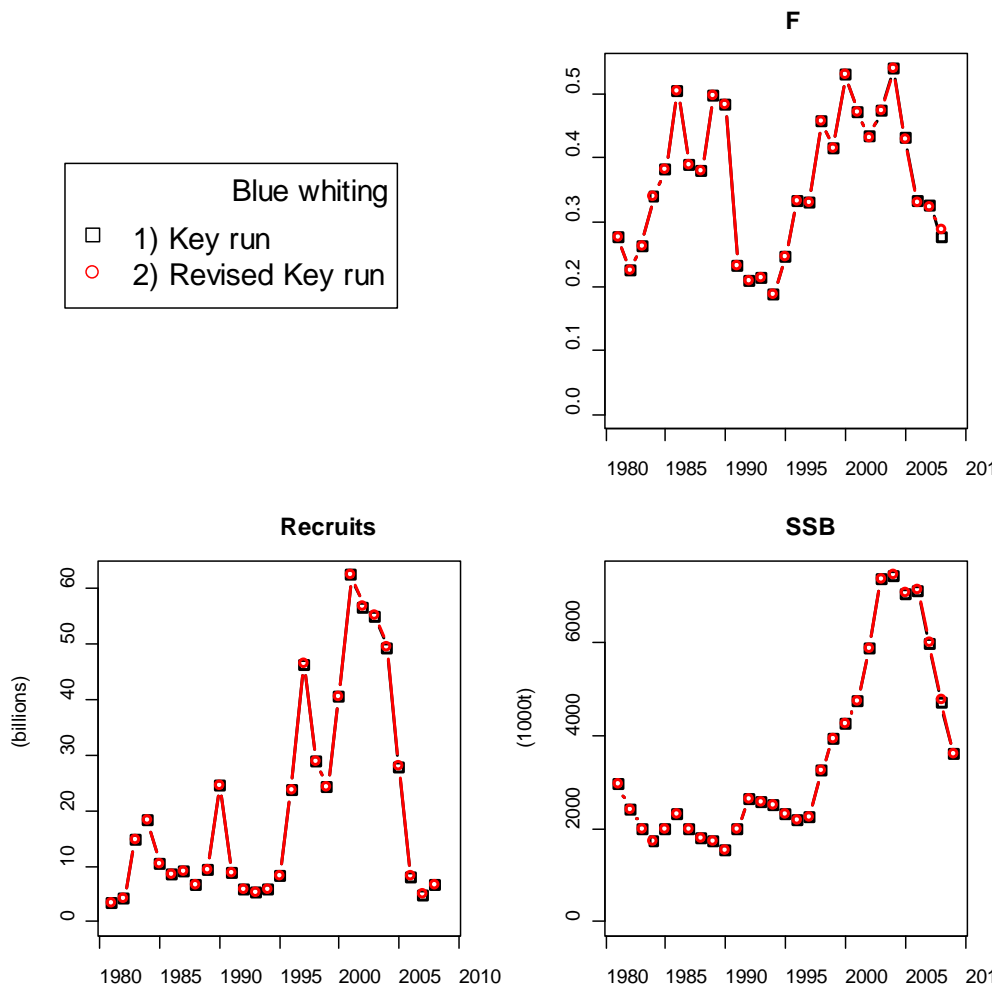 F
Blue whiting
1) Key run
2) Revised Key run
0.5
0.4
0.3
0.2
0.1
0.0
1980 1985 1990 1995 2000 2005 201
Recruits
(billions)
60
50
40
30
20
10
0
1980 1985 1990 1995 2000 2005 2010
SSB
(1000t)
6000
4000
2000
0
1980 1985 1990 1995 2000 2005 201